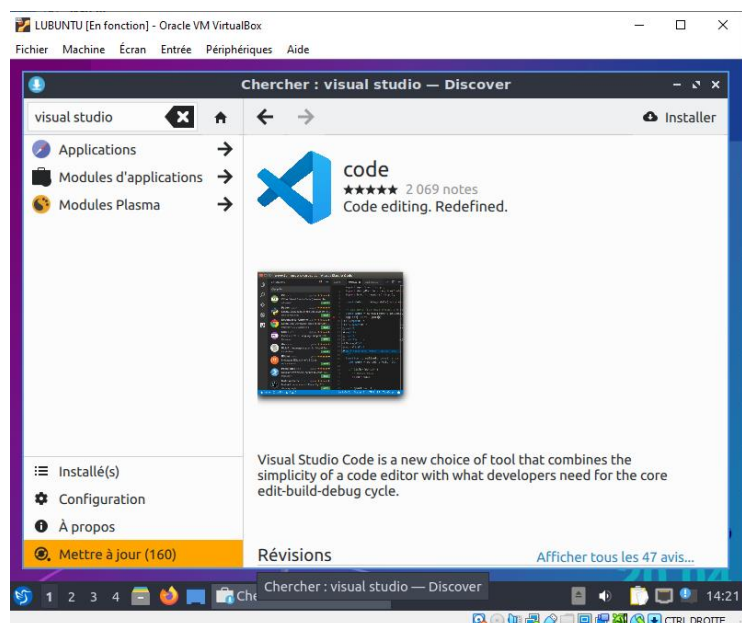 LUBUNTU [En fonction] - Oracle VM VirtualBox
Fichier Machine Écran Entrée Périphériques Aide
Chercher : visual studio — Discover
visual studio
Installer
Applications
Modules d'applications
Modules Plasma
code
2 069 notes
Code editing. Redefined.
Visual Studio Code is a new choice of tool that combines the
simplicity of a code editor with what developers need for the core
edit-build-debug cycle.
Installé(s)
Configuration
À propos
Mettre à jour (160)
Révisions
Afficher tous les 47 avis...
20.04
1 2 3 4
Che
Chercher : visual studio — Discover
14:21
CTRL DROITE